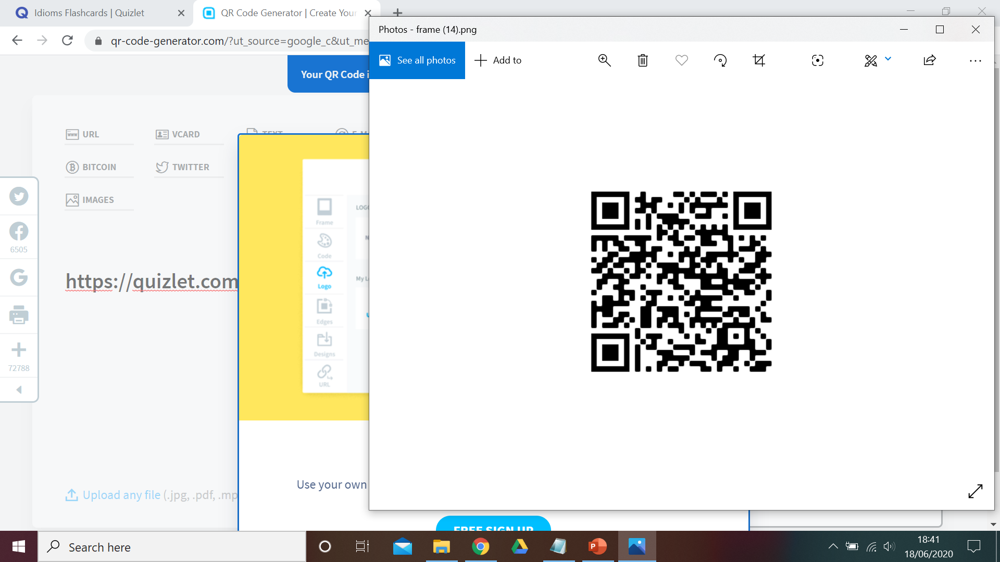 Idioms Flashcards | Quizlet
QR Code Generator | Create Your
qr-code-generator.com/?ut_source=google_c&ut_me
Photos - frame (14).png
See all photos
Add to
Your QR Code i
URL
VCARD
TEXT
E-M
BITCOIN
TWITTER
IMAGES
6505
72788
https://quizlet.com
Upload any file (.jpg, .pdf, .mp
Frame
Code
Logo
Edges
Designs
URL
LOGO
N
My Lo
Use your own
FREE SIGN UP
Search here
18:41
18/06/2020